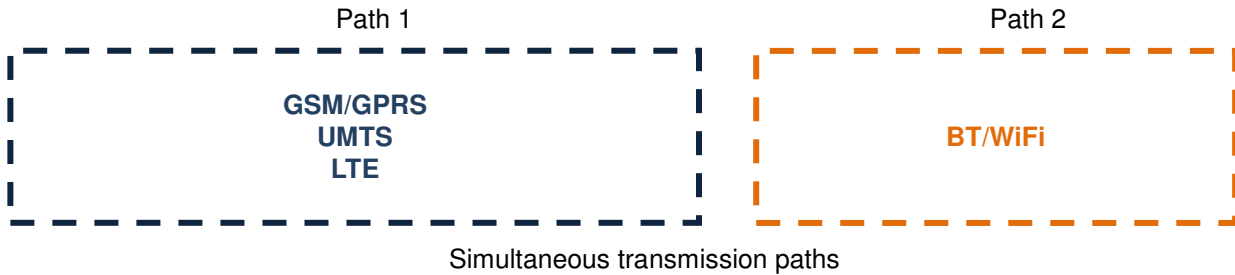 Path 1
Path 2
GSM/GPRS
UMTS
LTE
BT/WiFi
Simultaneous transmission paths